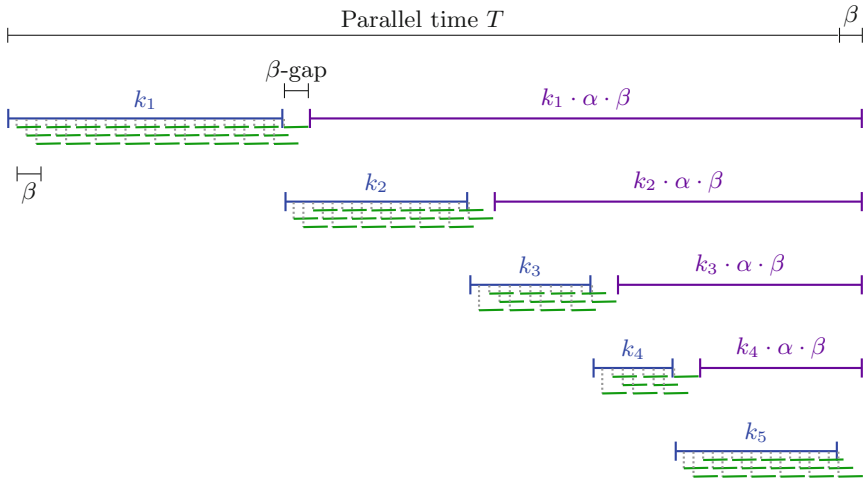 Parallel time T
β
β-gap
k₁
k₁ · α · β
β
k₂
k₂ · α · β
k₃
k₃ · α · β
k₄
k₄ · α · β
k₅